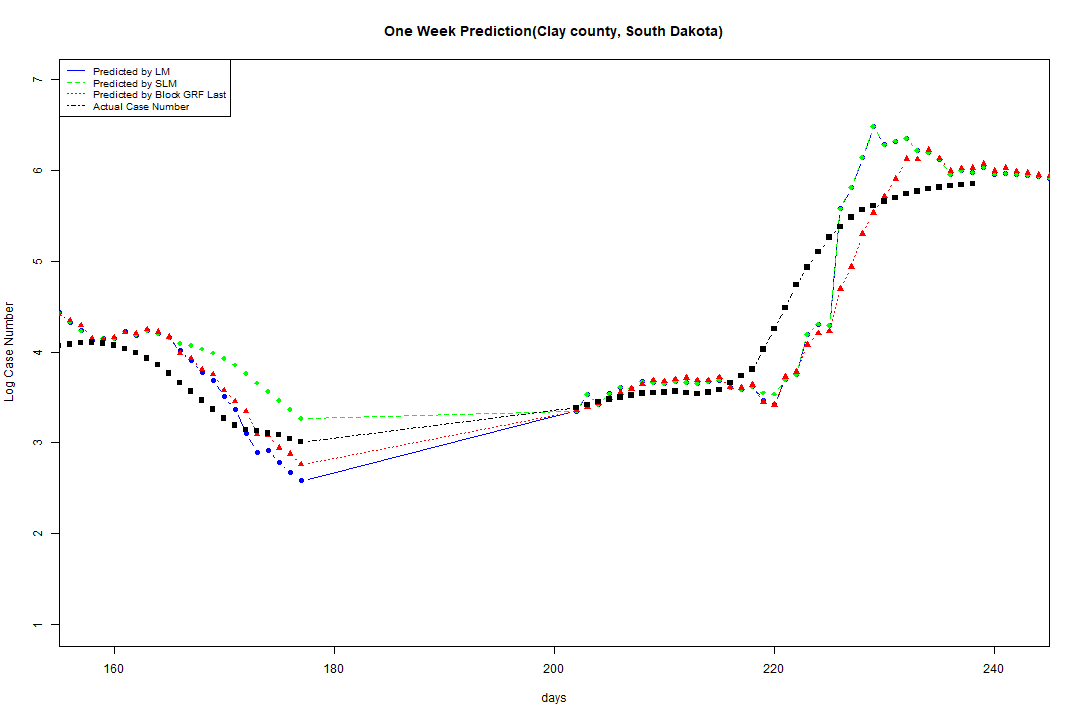 One Week Prediction(Clay county, South Dakota)
Predicted by LM
Predicted by SLM
Predicted by Block GRF Last
Actual Case Number
7
6
5
4
3
2
1
Log Case Number
160 180 200 220 240
days